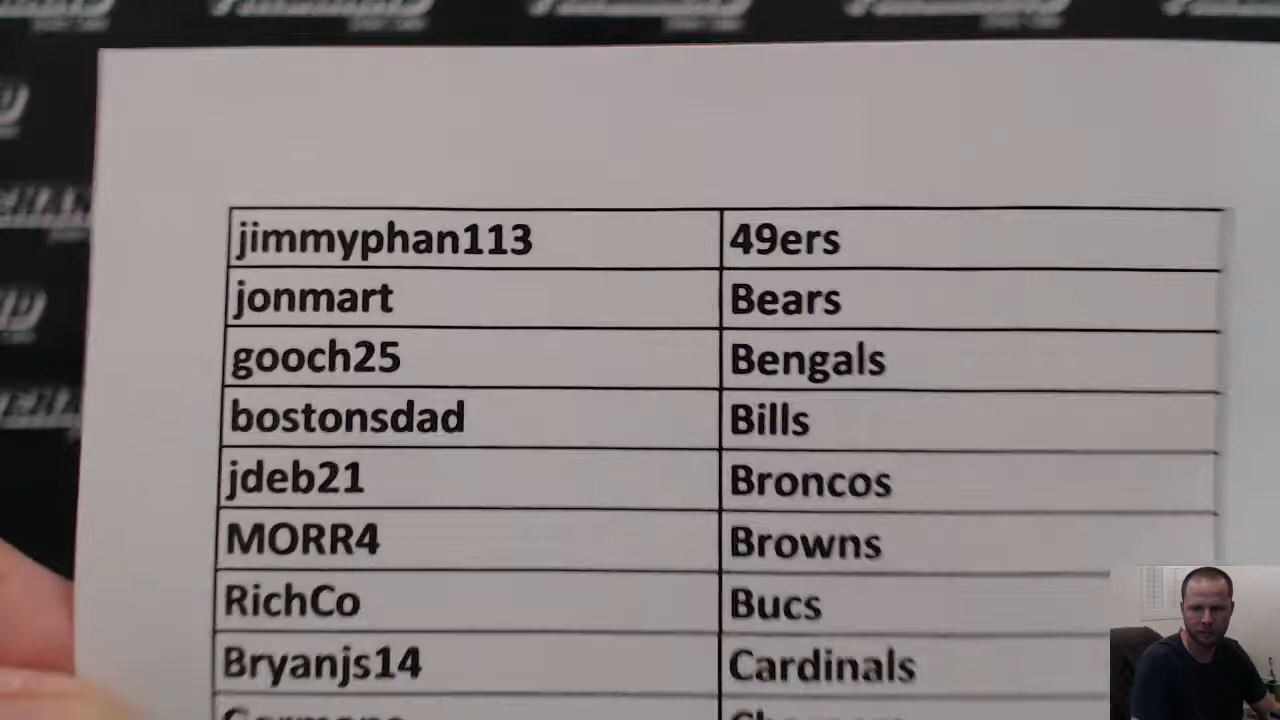 jimmyphan113 49ers
jonmart Bears
gooch25 Bengals
bostonsdad Bills
jdeb21 Broncos
MORR4 Browns
RichCo Bucs
Bryanjs14 Cardinals